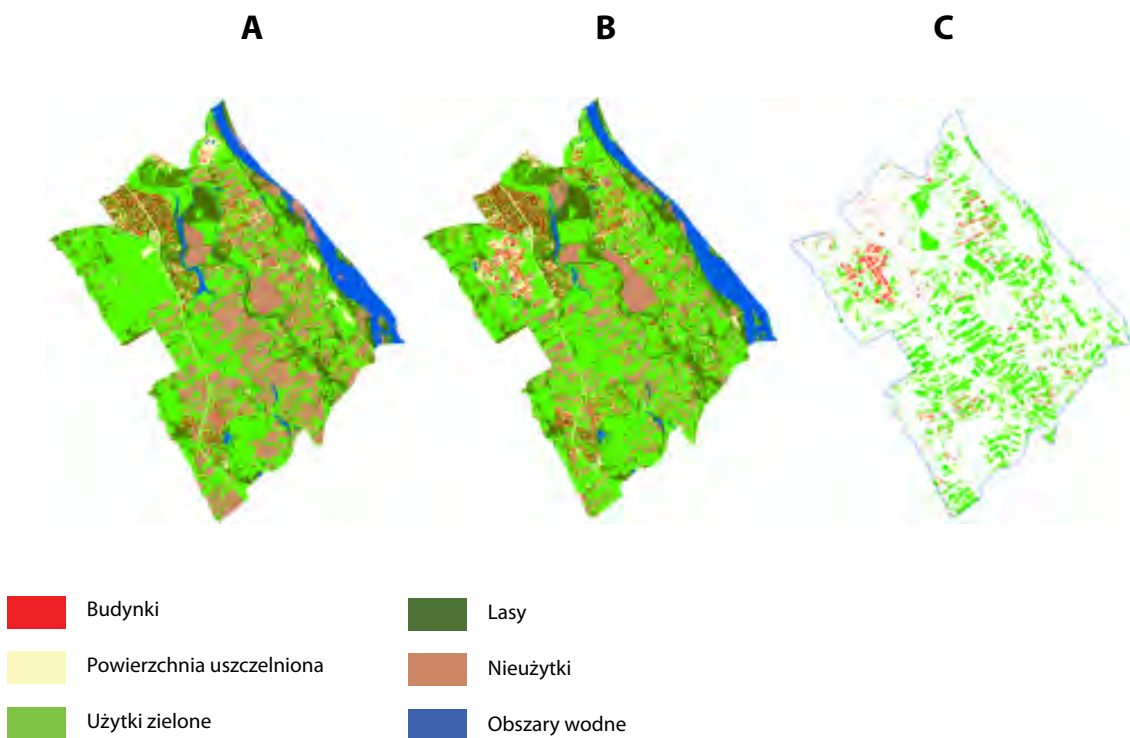 A
B
C
Budynki
Powierzchnia uszczelniona
Użytki zielone
Lasy
Nieużytki
Obszary wodne